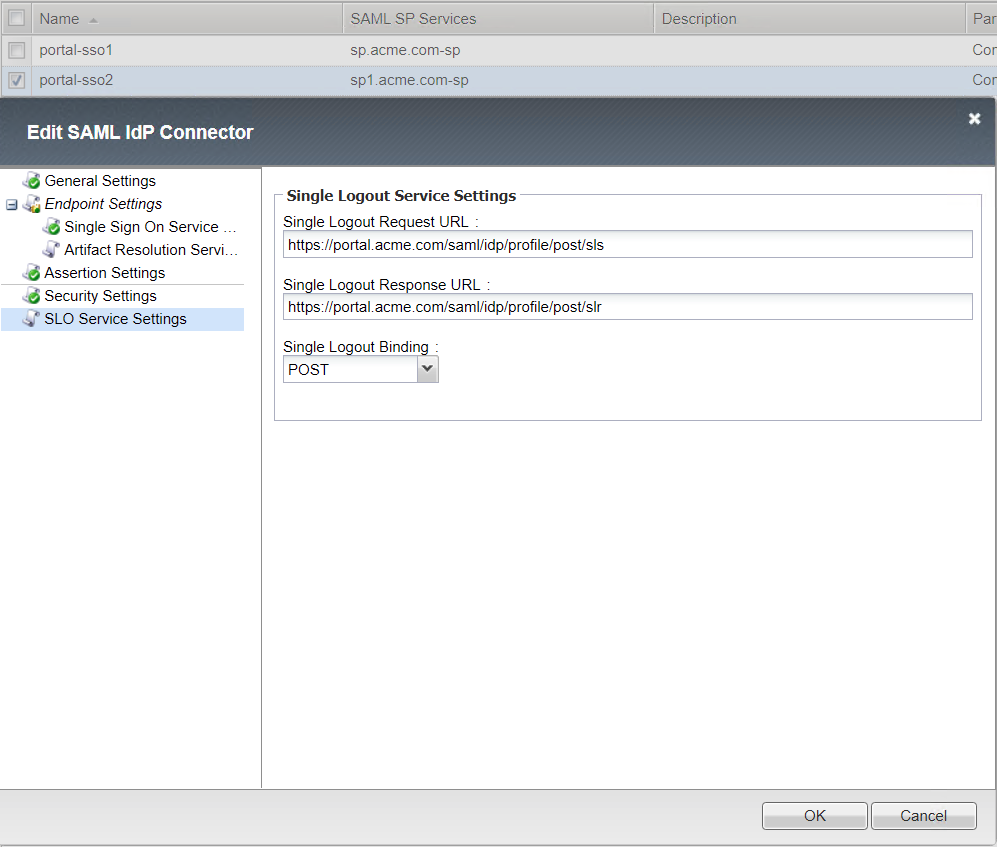 Name SAML SP Services Description Par
portal-sso1 sp.acme.com-sp Con
portal-sso2 sp1.acme.com-sp Con
Edit SAML IdP Connector
General Settings
Endpoint Settings
Single Sign On Service ...
Artifact Resolution Servi...
Assertion Settings
Security Settings
SLO Service Settings
Single Logout Service Settings
Single Logout Request URL :
https://portal.acme.com/saml/idp/profile/post/sls
Single Logout Response URL :
https://portal.acme.com/saml/idp/profile/post/slr
Single Logout Binding :
POST
OK Cancel